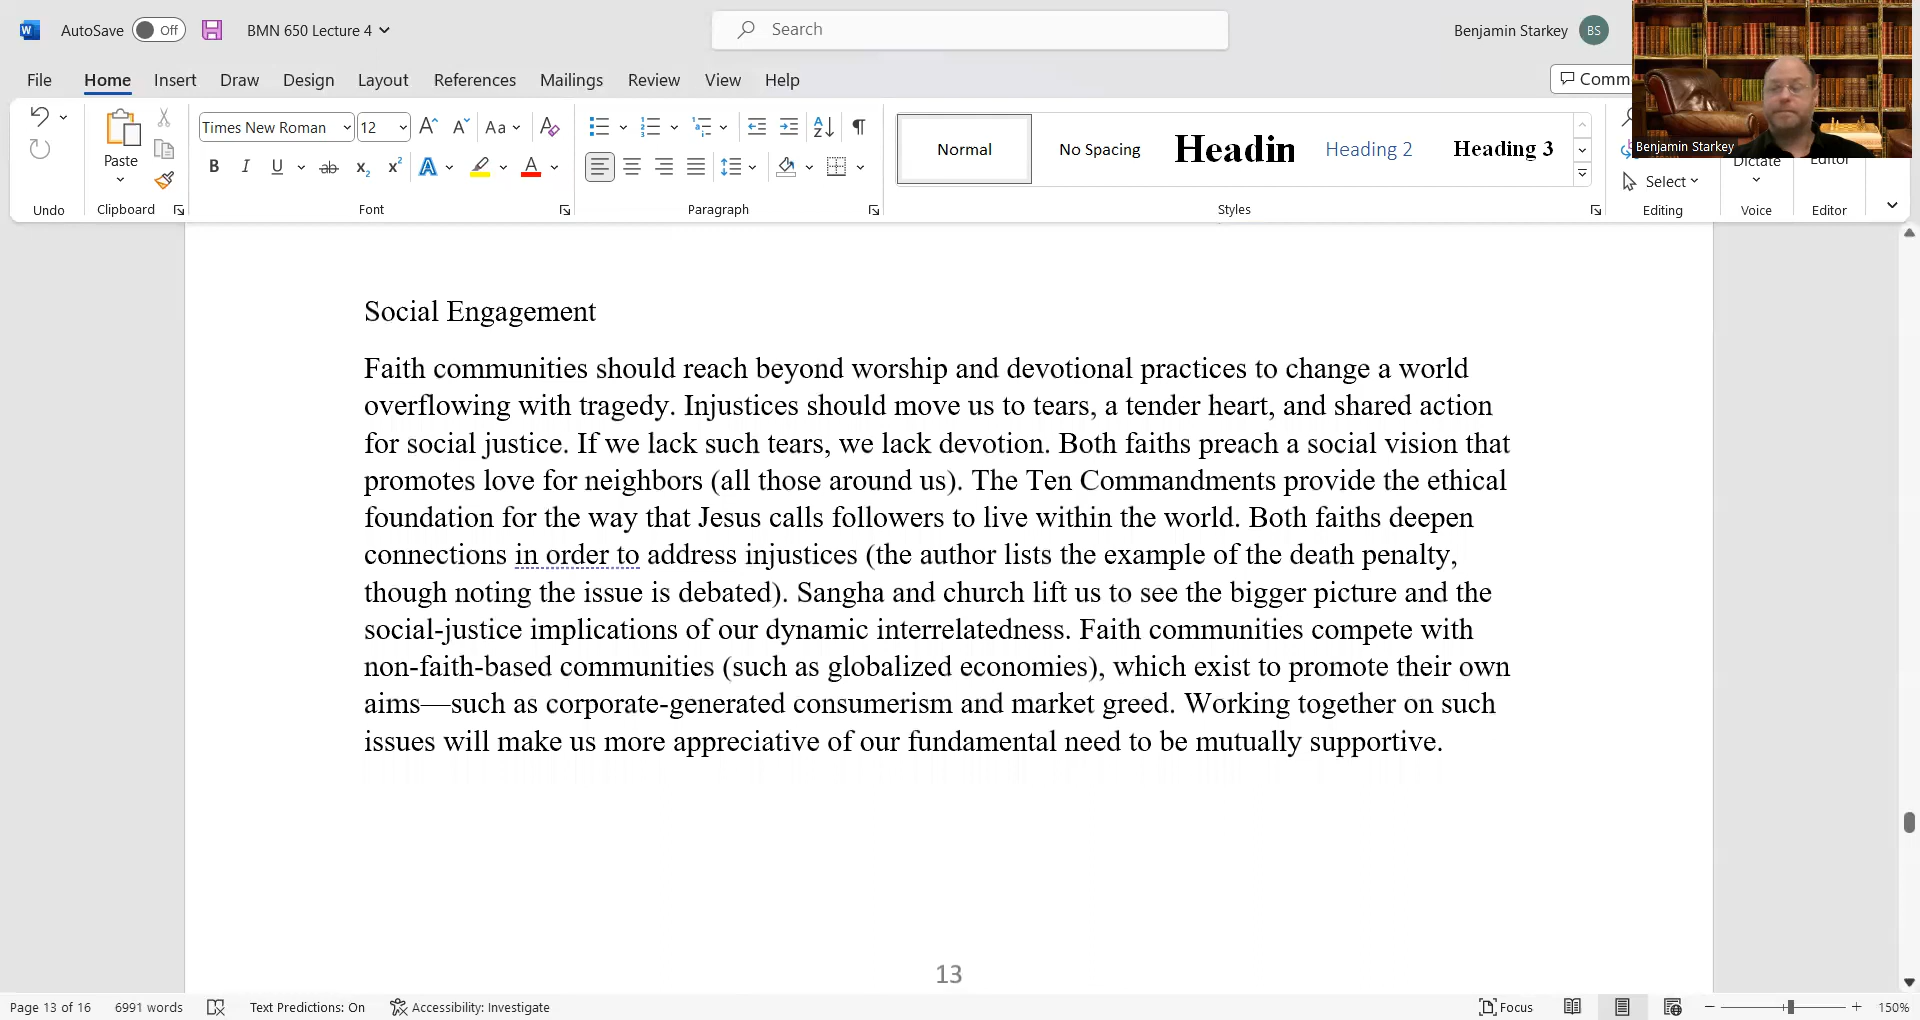 AutoSave Off BMN 650 Lecture 4 Search Benjamin Starkey BS
File Home Insert Draw Design Layout References Mailings Review View Help Comm
Benjamin Starkey
Times New Roman 12 Aa
Paste B I U ab x2 x2 A A Normal No Spacing Headin Heading 2 Heading 3 Select Dictate Editor
Undo Clipboard Font Paragraph Styles Editing Voice Editor
Social Engagement
Faith communities should reach beyond worship and devotional practices to change a world
overflowing with tragedy. Injustices should move us to tears, a tender heart, and shared action
for social justice. If we lack such tears, we lack devotion. Both faiths preach a social vision that
promotes love for neighbors (all those around us). The Ten Commandments provide the ethical
foundation for the way that Jesus calls followers to live within the world. Both faiths deepen
connections in order to address injustices (the author lists the example of the death penalty,
though noting the issue is debated). Sangha and church lift us to see the bigger picture and the
social-justice implications of our dynamic interrelatedness. Faith communities compete with
non-faith-based communities (such as globalized economies), which exist to promote their own
aims—such as corporate-generated consumerism and market greed. Working together on such
issues will make us more appreciative of our fundamental need to be mutually supportive.
13
Page 13 of 16 6991 words Text Predictions: On Accessibility: Investigate Focus 150%